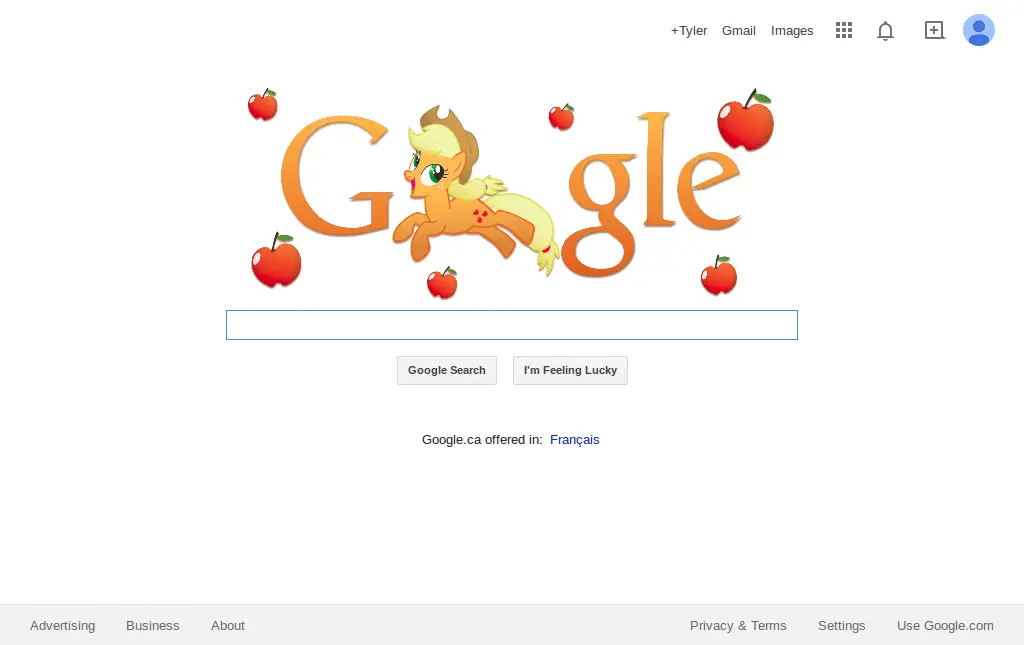 +Tyler Gmail Images
G gle
Google Search I'm Feeling Lucky
Google.ca offered in: Français
Advertising Business About Privacy & Terms Settings Use Google.com